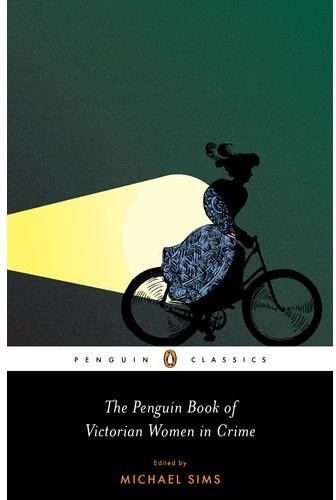 PENGUIN CLASSICS
The Penguin Book of
Victorian Women in Crime
Edited by
MICHAEL SIMS